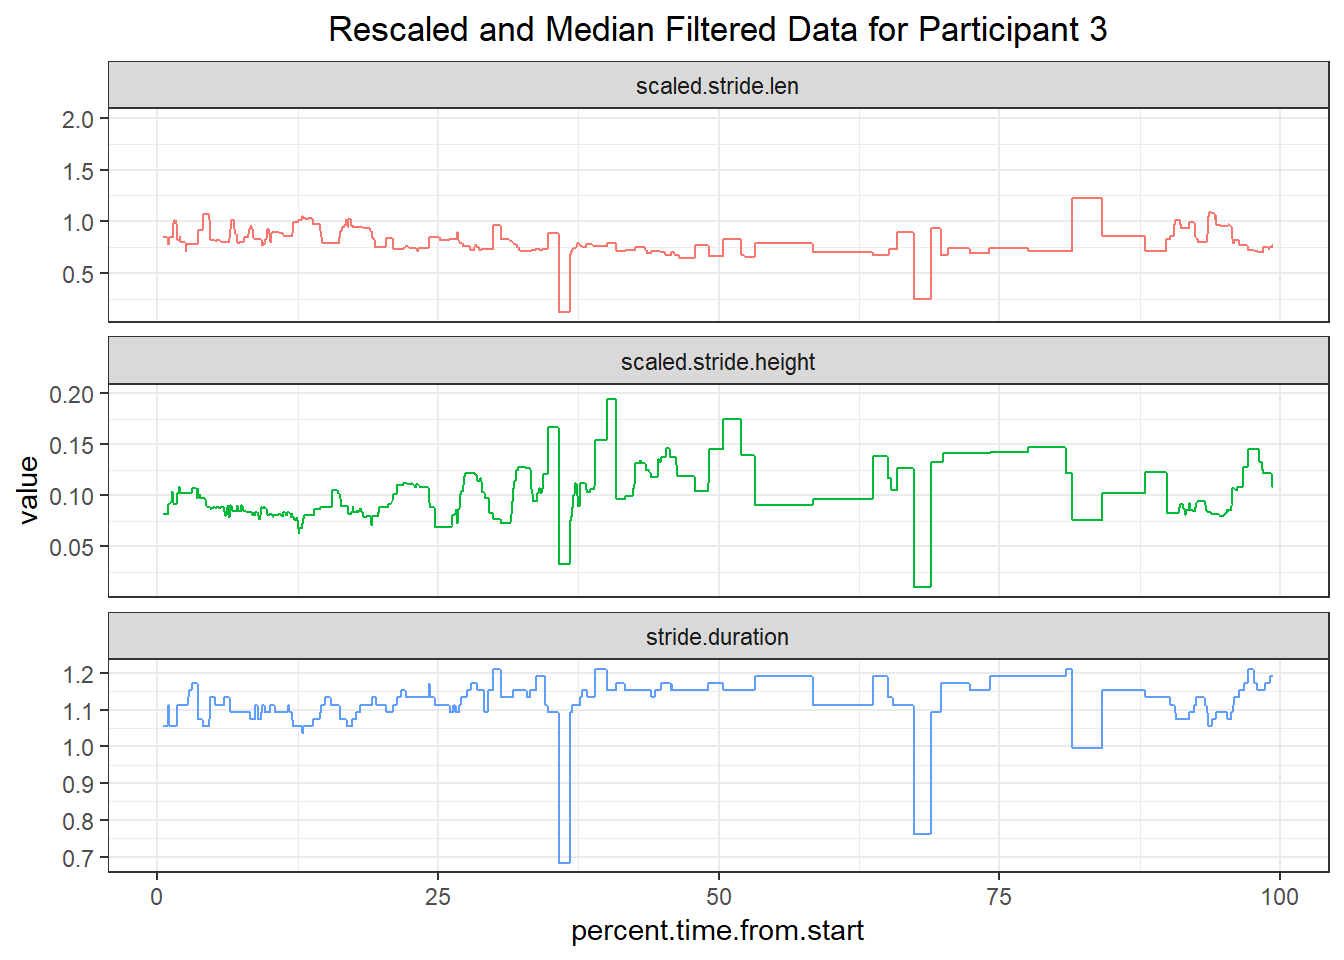 Rescaled and Median Filtered Data for Participant 3
scaled.stride.len
2.0
1.5
1.0
0.5
scaled.stride.height
0.20
0.15
0.10
0.05
value
stride.duration
1.2
1.1
1.0
0.9
0.8
0.7
0 25 50 75 100
percent.time.from.start